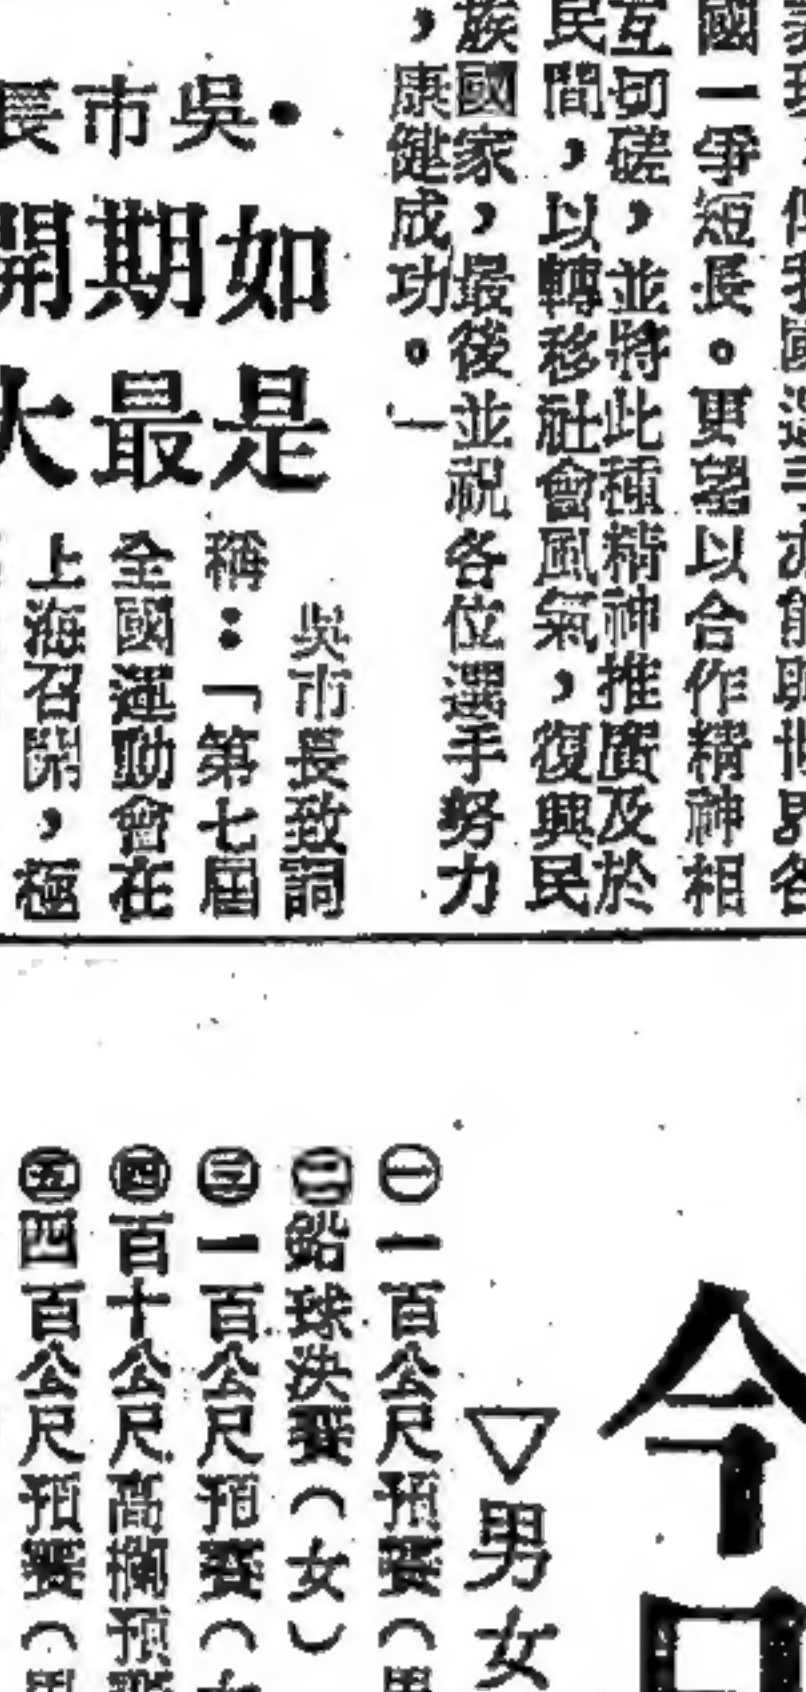 國一爭短長。更望以合作精神相
互切磋，並將此種精神推廣及於
民間，以轉移社會風氣，復興民
族國家，最後並祝各位選手努力
，康健成功。」
•吳市長
如期開
是最大
吳市長致詞
稱：「第七屆
全國運動會在
上海召開，極
今日
▽男女
㊀一百公尺預賽（男
㊁鉛球決賽（女）
㊂一百公尺預賽（女
㊃百十公尺高欄預賽
㊄四百公尺預賽（男